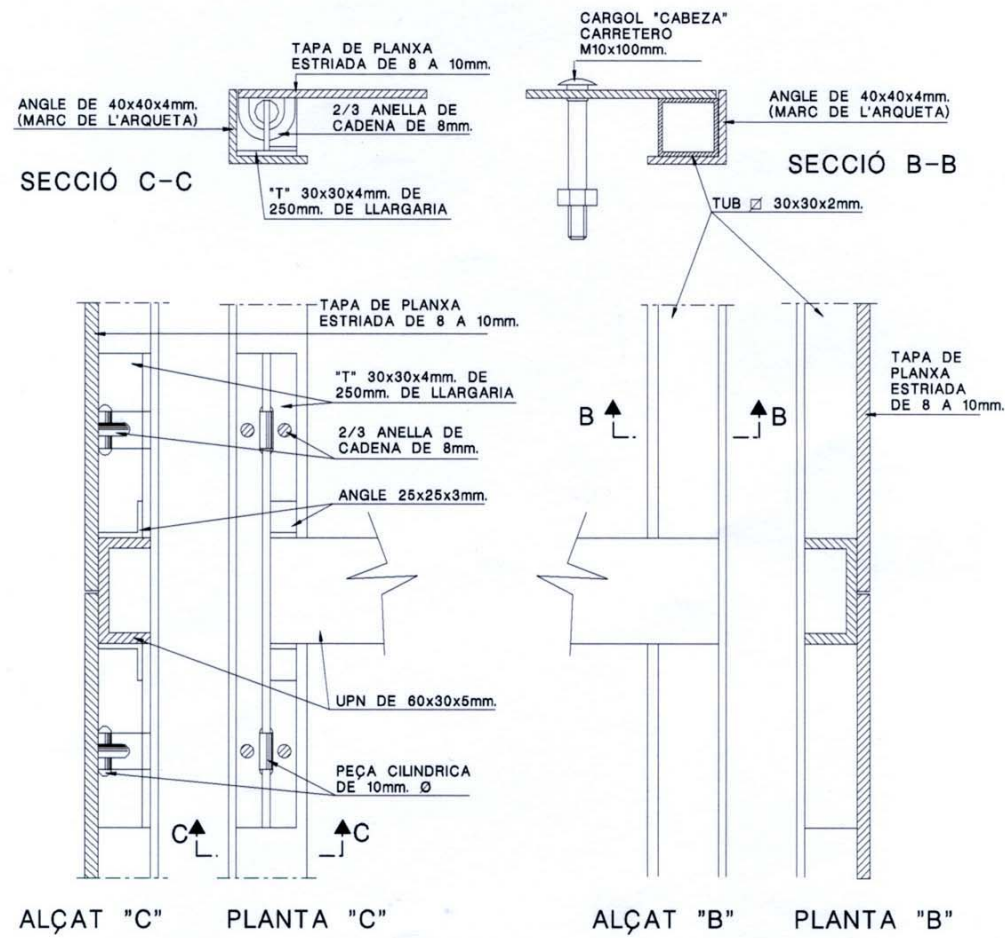 TAPA DE PLANXA
ESTRIADA DE 8 A 10mm.
ANGLE DE 40x40x4mm.
(MARC DE L'ARQUETA)
2/3 ANELLA DE
CADENA DE 8mm.
SECCIÓ C-C
"T" 30x30x4mm. DE
250mm. DE LLARGARIA
CARGOL "CABEZA"
CARRETERO
M10x100mm.
ANGLE DE 40x40x4mm.
(MARC DE L'ARQUETA)
SECCIÓ B-B
TUB ⍁ 30x30x2mm.
TAPA DE PLANXA
ESTRIADA DE 8 A 10mm.
"T" 30x30x4mm. DE
250mm. DE LLARGARIA
2/3 ANELLA DE
CADENA DE 8mm.
ANGLE 25x25x3mm.
UPN DE 60x30x5mm.
PEÇA CILINDRICA
DE 10mm. Ø
C C
B B
TAPA DE
PLANXA
ESTRIADA
DE 8 A 10mm.
ALÇAT "C"
PLANTA "C"
ALÇAT "B"
PLANTA "B"